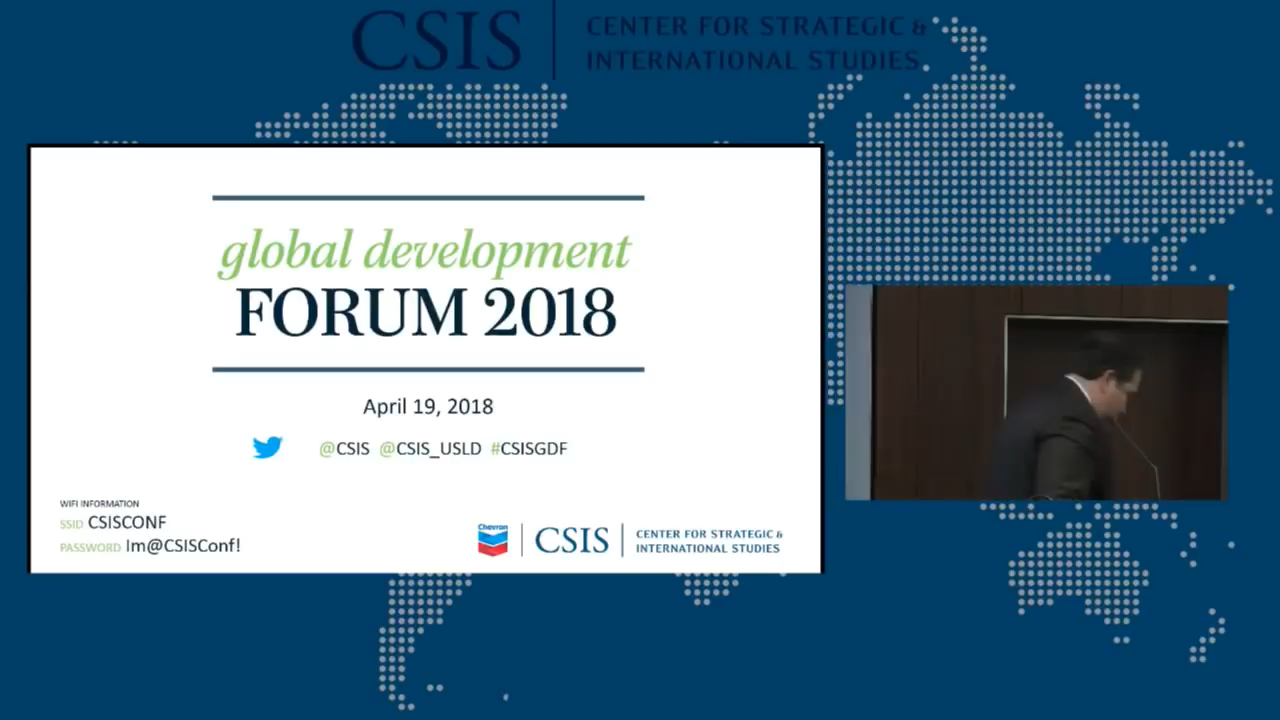 CSIS
CENTER FOR STRATEGIC &
INTERNATIONAL STUDIES
global development
FORUM 2018
April 19, 2018
@CSIS @CSIS_USLD #CSISGDF
WIFI INFORMATION
SSID CSISCONF
PASSWORD Im@CSISConf!
Chevron
CSIS
CENTER FOR STRATEGIC &
INTERNATIONAL STUDIES